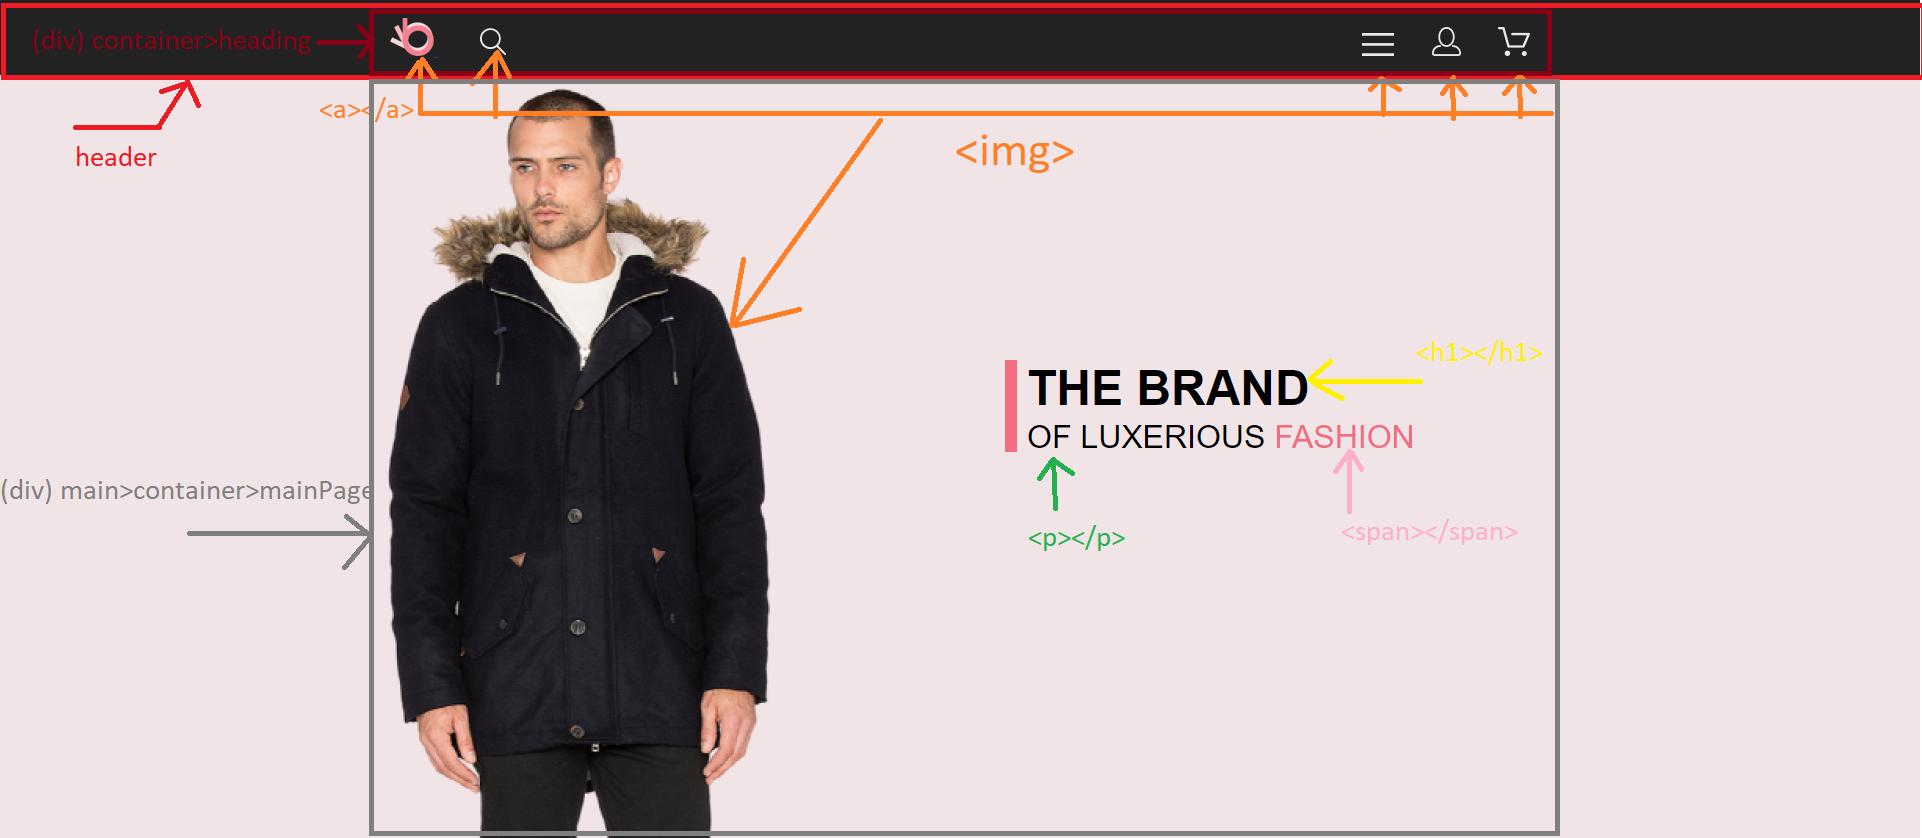 (div) container>heading
<a></a>
header
<img>
<h1></h1>
THE BRAND
OF LUXERIOUS FASHION
(div) main>container>mainPage
<p></p>
<span></span>